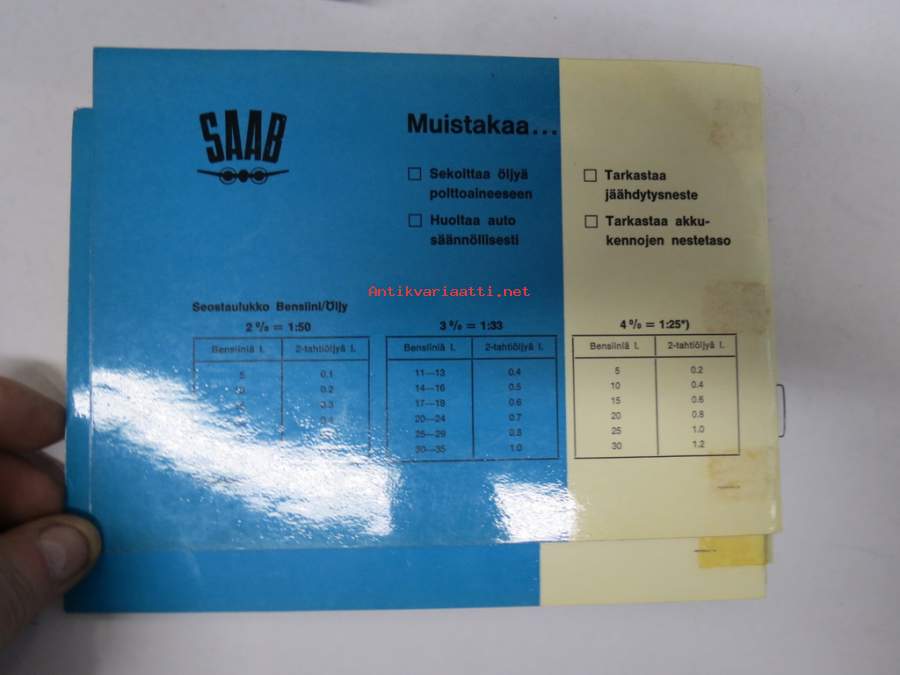 SAAB
Muistakaa...
Sekoittaa öljyä
polttoaineeseen
Huoltaa auto
säännöllisesti
Tarkastaa
jäähdytysneste
Tarkastaa akku-
kennojen nestetaso
Antikvariaatti.net
Seostaulukko Bensiini/Öljy
2 % = 1:50
Bensiiniä l. 2-tahtiöljyä l.
5 0.1
0.2
0.3
3 % = 1:33
Bensiiniä l. 2-tahtiöljyä l.
11—13 0.4
14—16 0.5
17—18 0.6
20—24 0.7
25—29 0.8
30—35 1.0
4 % = 1:25*)
Bensiiniä l. 2-tahtiöljyä l.
5 0.2
10 0.4
15 0.6
20 0.8
25 1.0
30 1.2